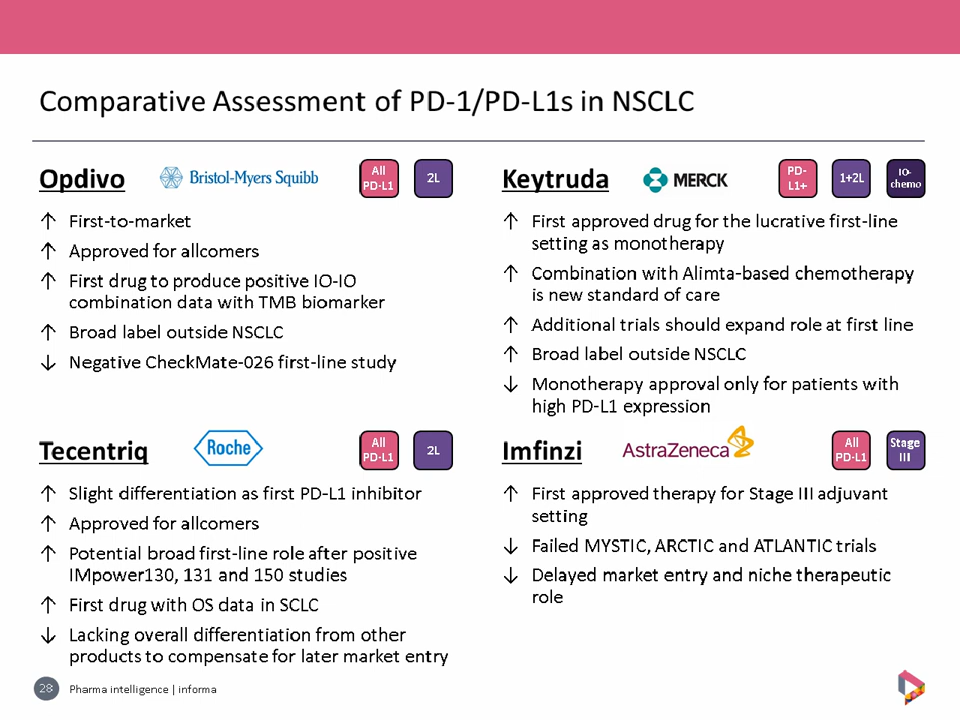 Comparative Assessment of PD-1/PD-L1s in NSCLC
Opdivo
Bristol-Myers Squibb
All
PD-L1
2L
↑ First-to-market
↑ Approved for allcomers
↑ First drug to produce positive IO-IO
combination data with TMB biomarker
↑ Broad label outside NSCLC
↓ Negative CheckMate-026 first-line study
Keytruda
MERCK
PD-
L1+
1+2L
IO-
chemo
↑ First approved drug for the lucrative first-line
setting as monotherapy
↑ Combination with Alimta-based chemotherapy
is new standard of care
↑ Additional trials should expand role at first line
↑ Broad label outside NSCLC
↓ Monotherapy approval only for patients with
high PD-L1 expression
Tecentriq
Roche
All
PD-L1
2L
↑ Slight differentiation as first PD-L1 inhibitor
↑ Approved for allcomers
↑ Potential broad first-line role after positive
IMpower130, 131 and 150 studies
↑ First drug with OS data in SCLC
↓ Lacking overall differentiation from other
products to compensate for later market entry
Imfinzi
AstraZeneca
All
PD-L1
Stage
III
↑ First approved therapy for Stage III adjuvant
setting
↓ Failed MYSTIC, ARCTIC and ATLANTIC trials
↓ Delayed market entry and niche therapeutic
role
28
Pharma intelligence | informa